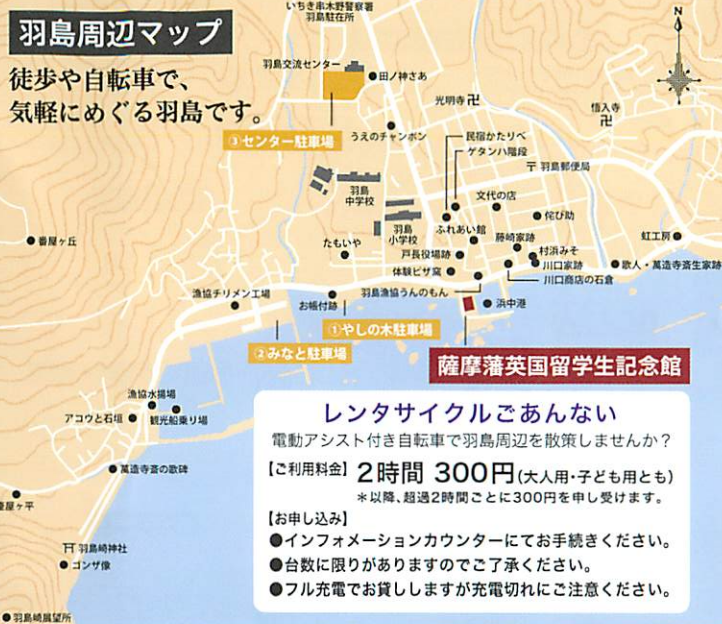 羽島周辺マップ
徒歩や自転車で、
気軽にめぐる羽島です。
いちき串木野警察署
羽島駐在所
羽島交流センター
田ノ神さあ
③センター駐車場
うえのチャンポン
光明寺
悟入寺
N
民宿かたりべ
ゲタンハ階段
羽島郵便局
羽島
中学校
羽島
小学校
文代の店
侘び助
ふれあい館
藤崎家跡
虹工房
番屋ヶ丘
たもいや
戸長役場跡
村浜みそ
川口家跡
歌人・萬造寺斎生家跡
体験ピザ窯
川口商店の石倉
漁協チリメン工場
お帳付跡
羽島漁協うんのもん
浜中港
①やしの木駐車場
②みなと駐車場
薩摩藩英国留学生記念館
漁協水揚場
アコウと石垣
観光船乗り場
萬造寺斎の歌碑
屋ヶ平
羽島崎神社
ゴンザ像
羽島崎展望所
レンタサイクルごあんない
電動アシスト付き自転車で羽島周辺を散策しませんか？
【ご利用料金】2時間 300円(大人用・子ども用とも)
＊以降、超過2時間ごとに300円を申し受けます。
【お申し込み】
●インフォメーションカウンターにてお手続きください。
●台数に限りがありますのでご了承ください。
●フル充電でお貸ししますが充電切れにご注意ください。